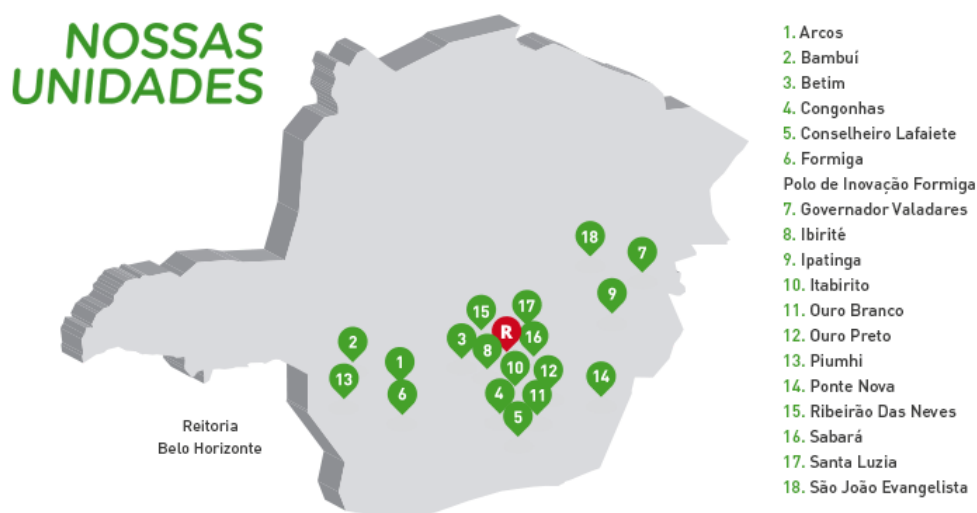 NOSSAS
UNIDADES
1. Arcos
2. Bambuí
3. Betim
4. Congonhas
5. Conselheiro Lafaiete
6. Formiga
Polo de Inovação Formiga
7. Governador Valadares
8. Ibirité
9. Ipatinga
10. Itabirito
11. Ouro Branco
12. Ouro Preto
13. Piumhi
14. Ponte Nova
15. Ribeirão Das Neves
16. Sabará
17. Santa Luzia
18. São João Evangelista
18
7
9
17
15
R
16
3
8
2
1
10
12
13
14
6
4
11
5
Reitoria
Belo Horizonte